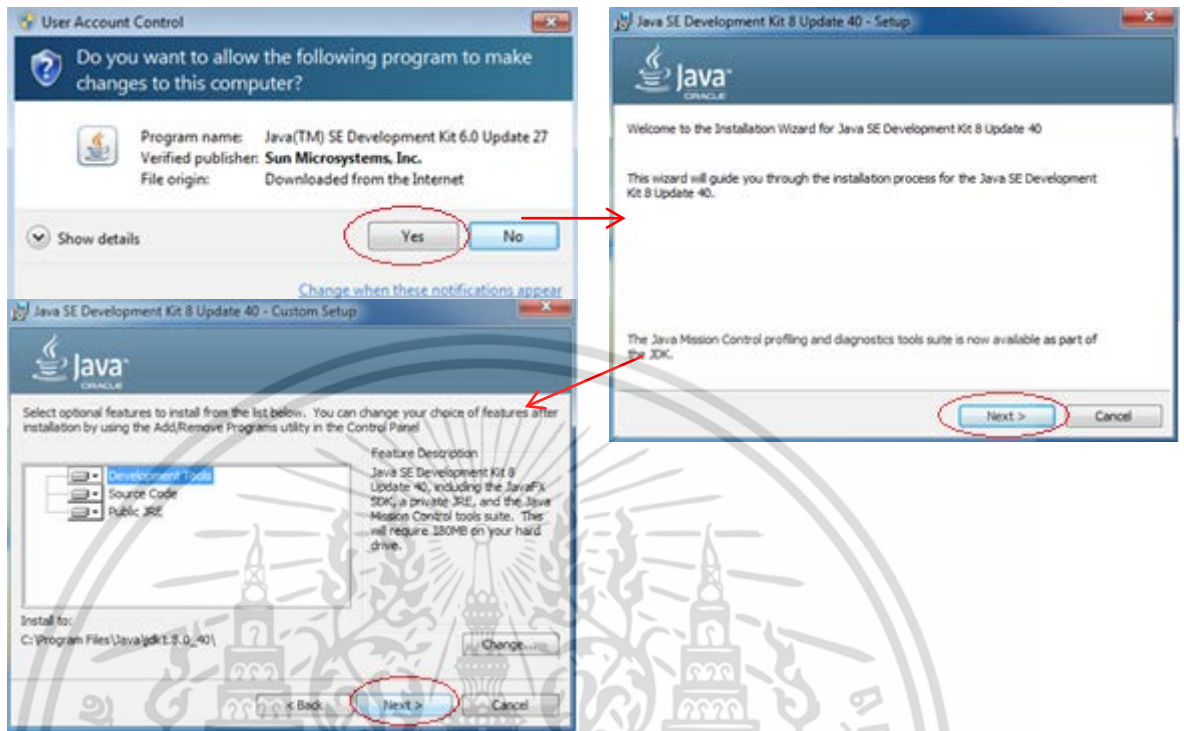 User Account Control
Do you want to allow the following program to make
changes to this computer?
Program name: Java(TM) SE Development Kit 6.0 Update 27
Verified publisher: Sun Microsystems, Inc.
File origin: Downloaded from the Internet
Show details
Yes
No
Change when these notifications appear
Java SE Development Kit 8 Update 40 - Setup
Java
ORACLE
Welcome to the Installation Wizard for Java SE Development Kit 8 Update 40
This wizard will guide you through the installation process for the Java SE Development
Kit 8 Update 40.
The Java Mission Control profiling and diagnostics tools suite is now available as part of
the JDK.
Next >
Cancel
Java SE Development Kit 8 Update 40 - Custom Setup
Java
ORACLE
Select optional features to install from the list below. You can change your choice of features after
installation by using the Add/Remove Programs utility in the Control Panel
Development Tools
Source Code
Public JRE
Feature Description
Java SE Development Kit 8
Update 40, including the JavaFX
SDK, a private JRE, and the Java
Mission Control tools suite. This
will require 180MB on your hard
drive.
Install to:
C:\Program Files\Java\jdk1.8.0_40\
Change...
< Back
Next >
Cancel